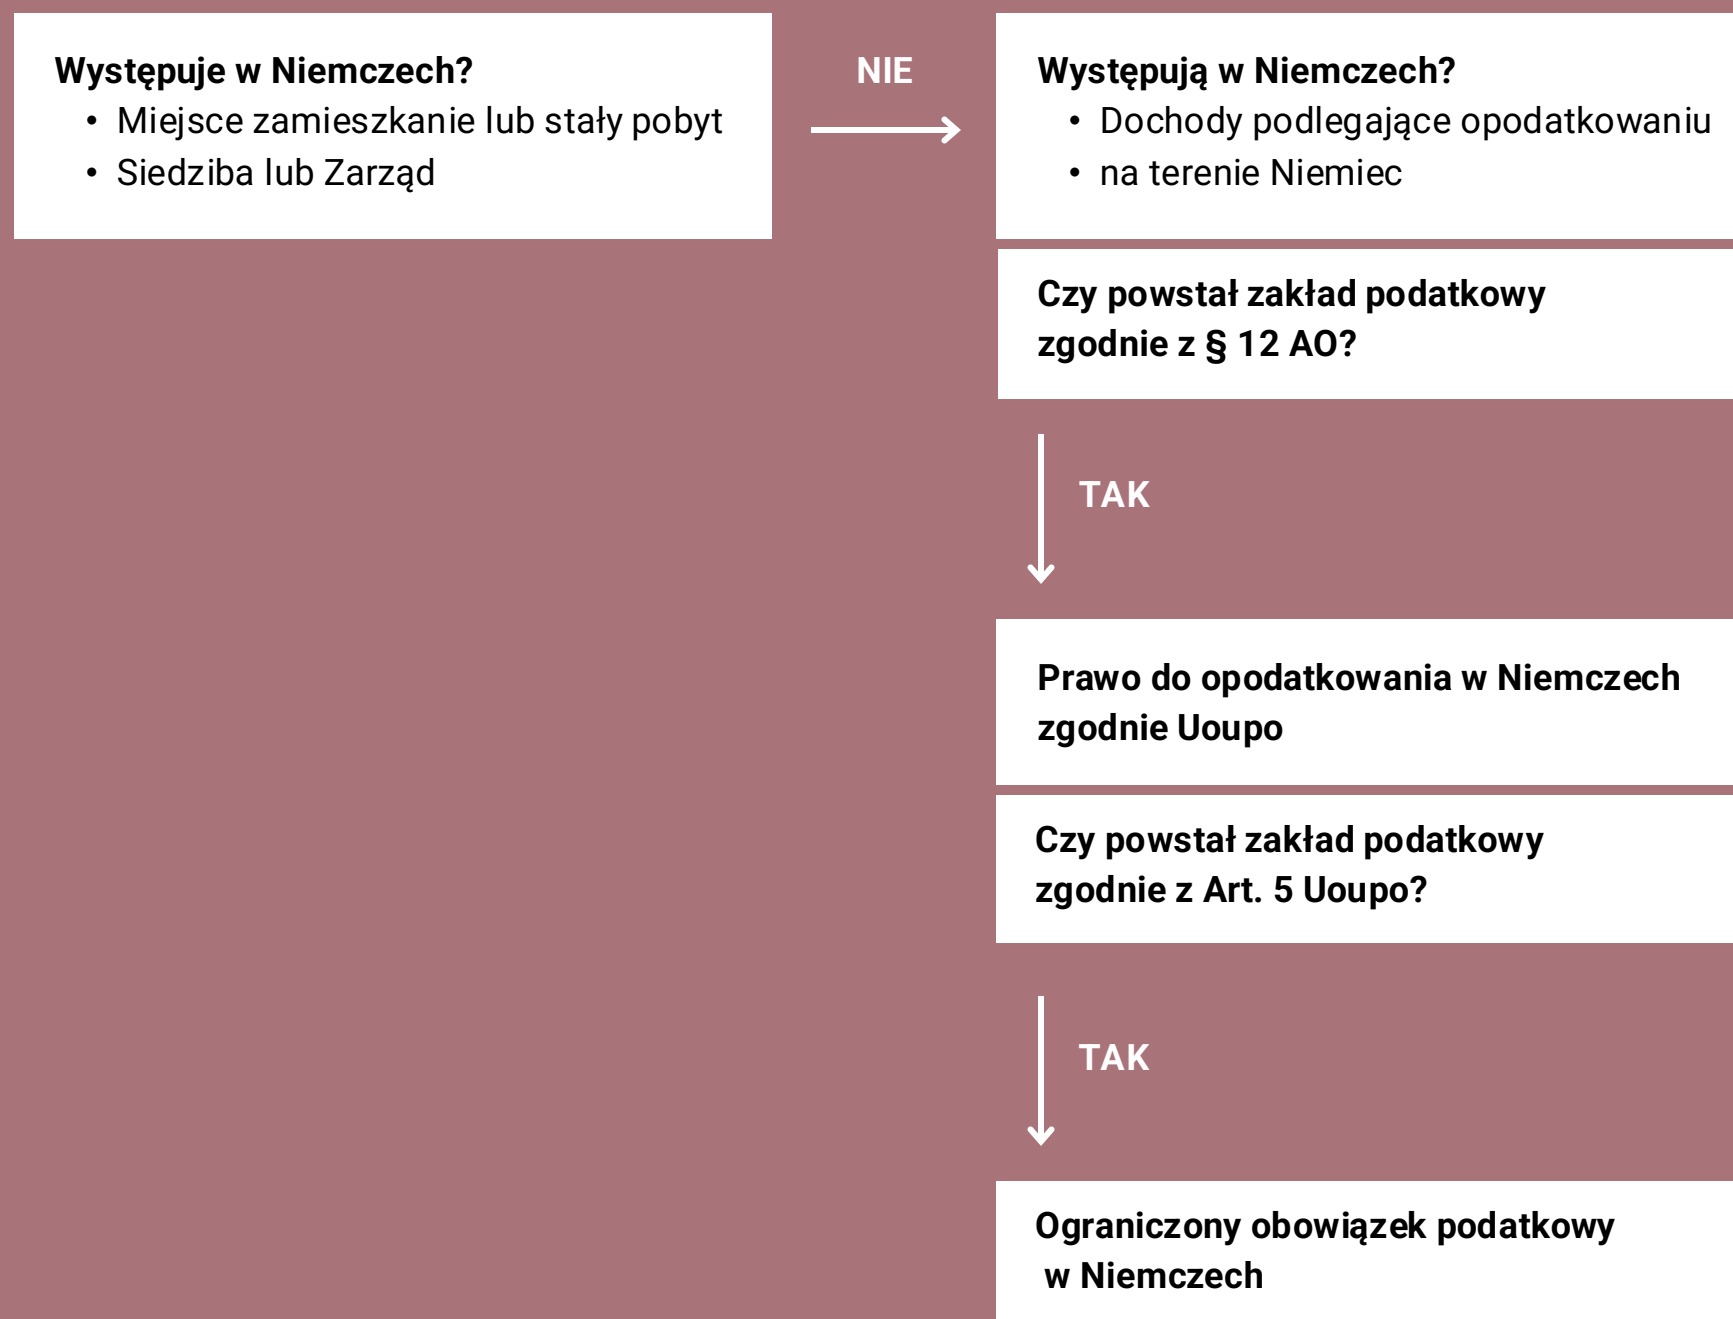 Występuje w Niemczech?
• Miejsce zamieszkanie lub stały pobyt
• Siedziba lub Zarząd
NIE
Występują w Niemczech?
• Dochody podlegające opodatkowaniu
• na terenie Niemiec
Czy powstał zakład podatkowy
zgodnie z § 12 AO?
TAK
Prawo do opodatkowania w Niemczech
zgodnie Uoupo
Czy powstał zakład podatkowy
zgodnie z Art. 5 Uoupo?
TAK
Ograniczony obowiązek podatkowy
w Niemczech